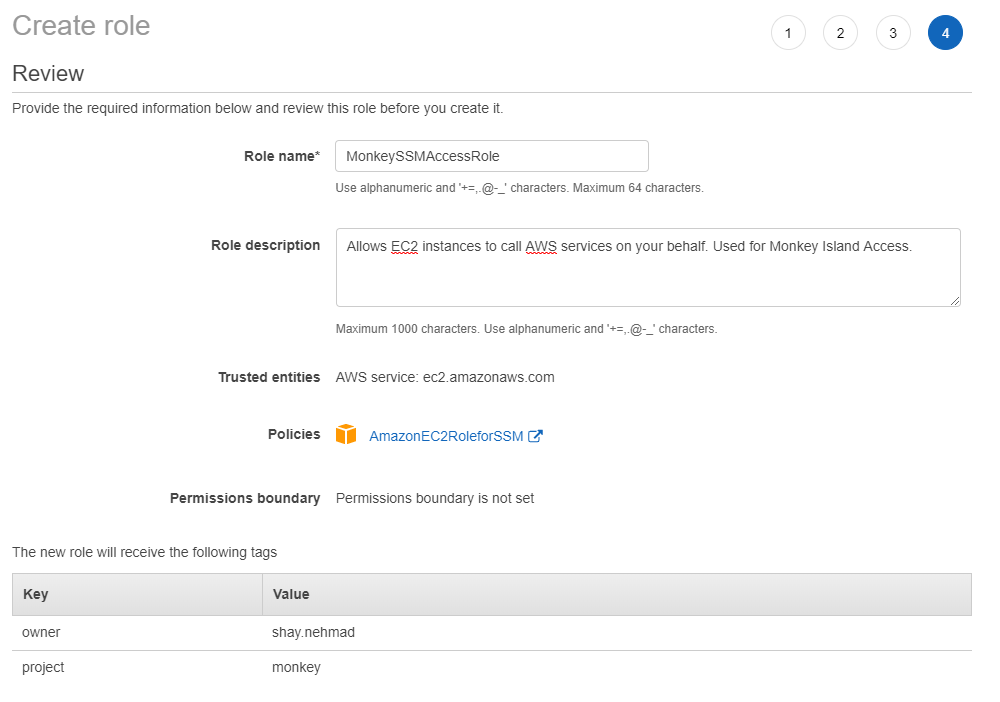 Create role
1 2 3 4
Review
Provide the required information below and review this role before you create it.
Role name* MonkeySSMAccessRole
Use alphanumeric and '+=,.@-_' characters. Maximum 64 characters.
Role description Allows EC2 instances to call AWS services on your behalf. Used for Monkey Island Access.
Maximum 1000 characters. Use alphanumeric and '+=,.@-_' characters.
Trusted entities AWS service: ec2.amazonaws.com
Policies AmazonEC2RoleforSSM
Permissions boundary Permissions boundary is not set
The new role will receive the following tags
Key Value
owner shay.nehmad
project monkey